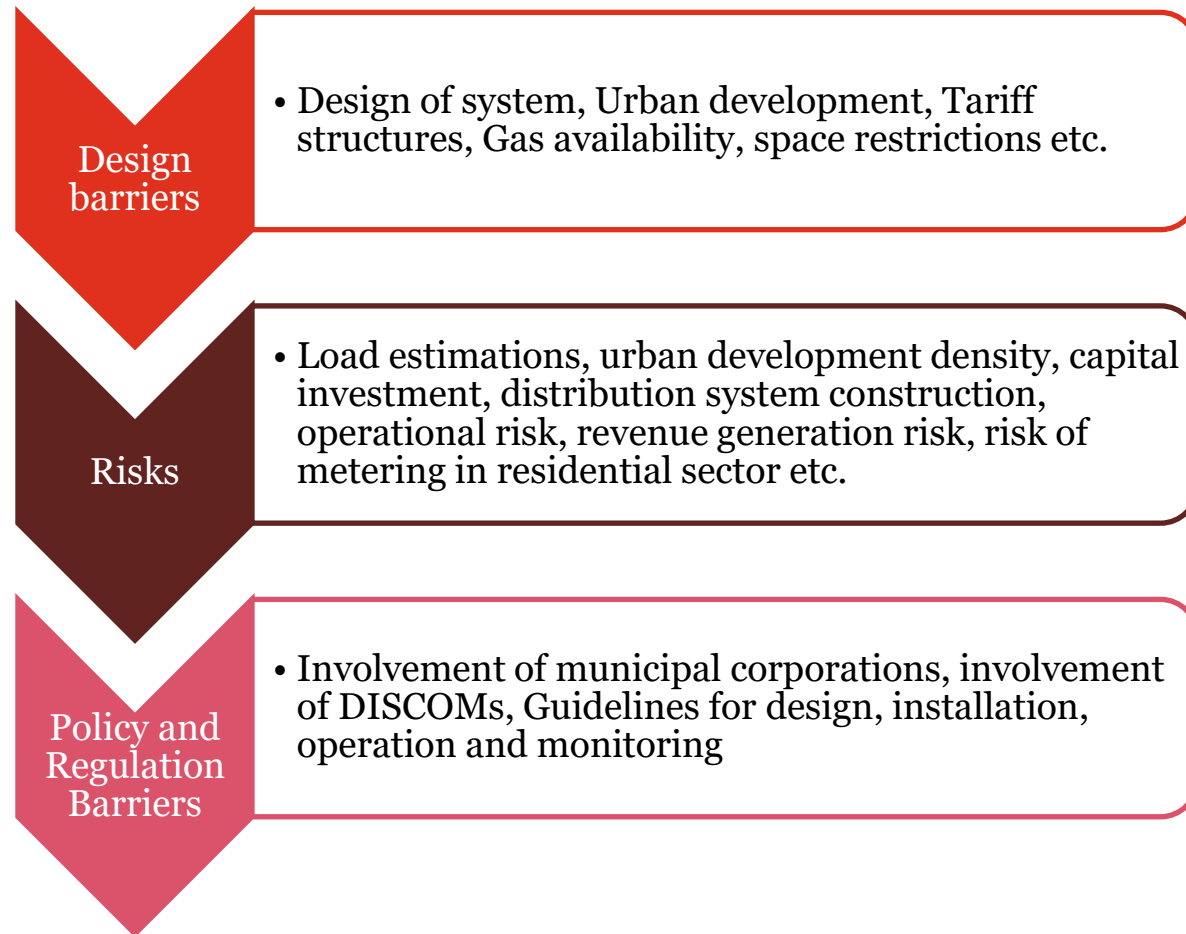 Design
barriers
• Design of system, Urban development, Tariff
structures, Gas availability, space restrictions etc.
Risks
• Load estimations, urban development density, capital
investment, distribution system construction,
operational risk, revenue generation risk, risk of
metering in residential sector etc.
Policy and
Regulation
Barriers
• Involvement of municipal corporations, involvement
of DISCOMs, Guidelines for design, installation,
operation and monitoring